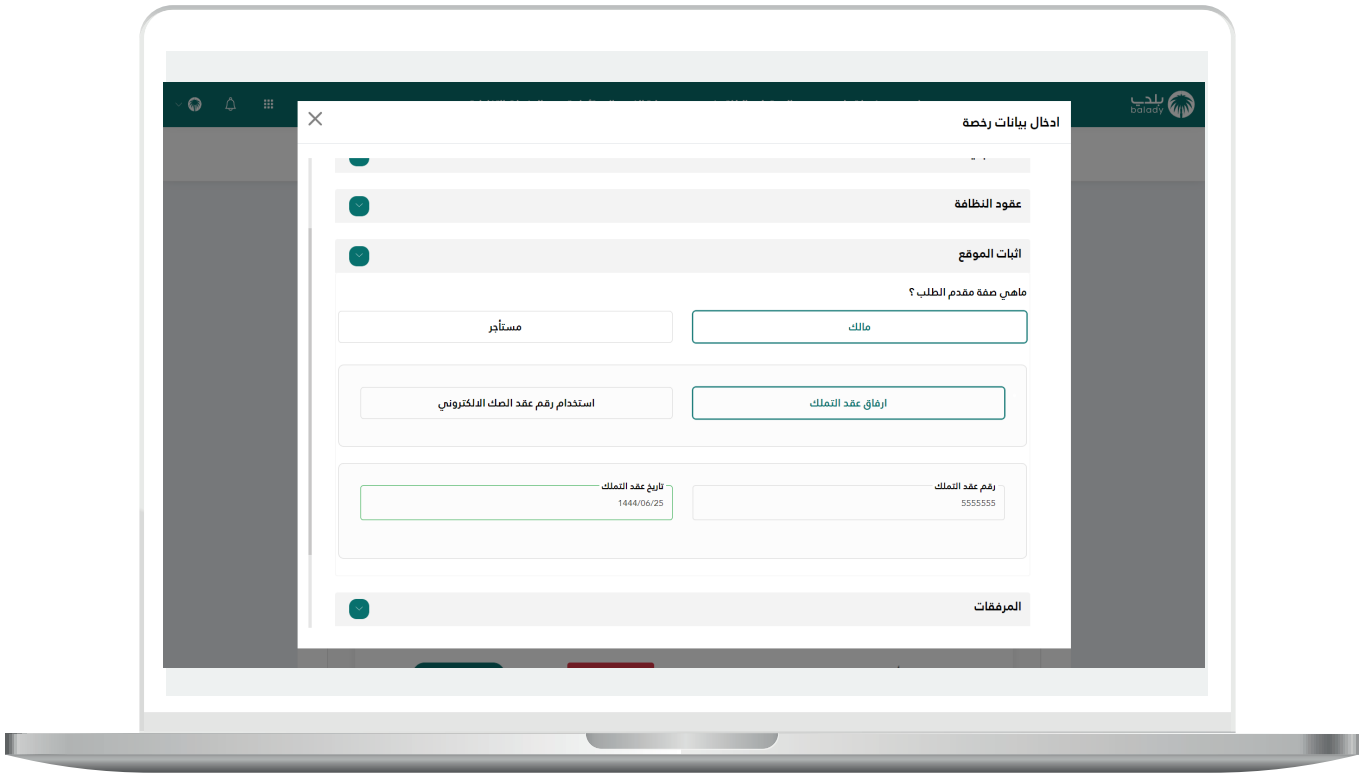 بلدي
balady
ادخال بيانات رخصة
عقود النظافة
اثبات الموقع
ماهي صفة مقدم الطلب ؟
مالك
مستأجر
ارفاق عقد التملك
استخدام رقم عقد الصك الالكتروني
رقم عقد التملك
5555555
تاريخ عقد التملك
1444/06/25
المرفقات